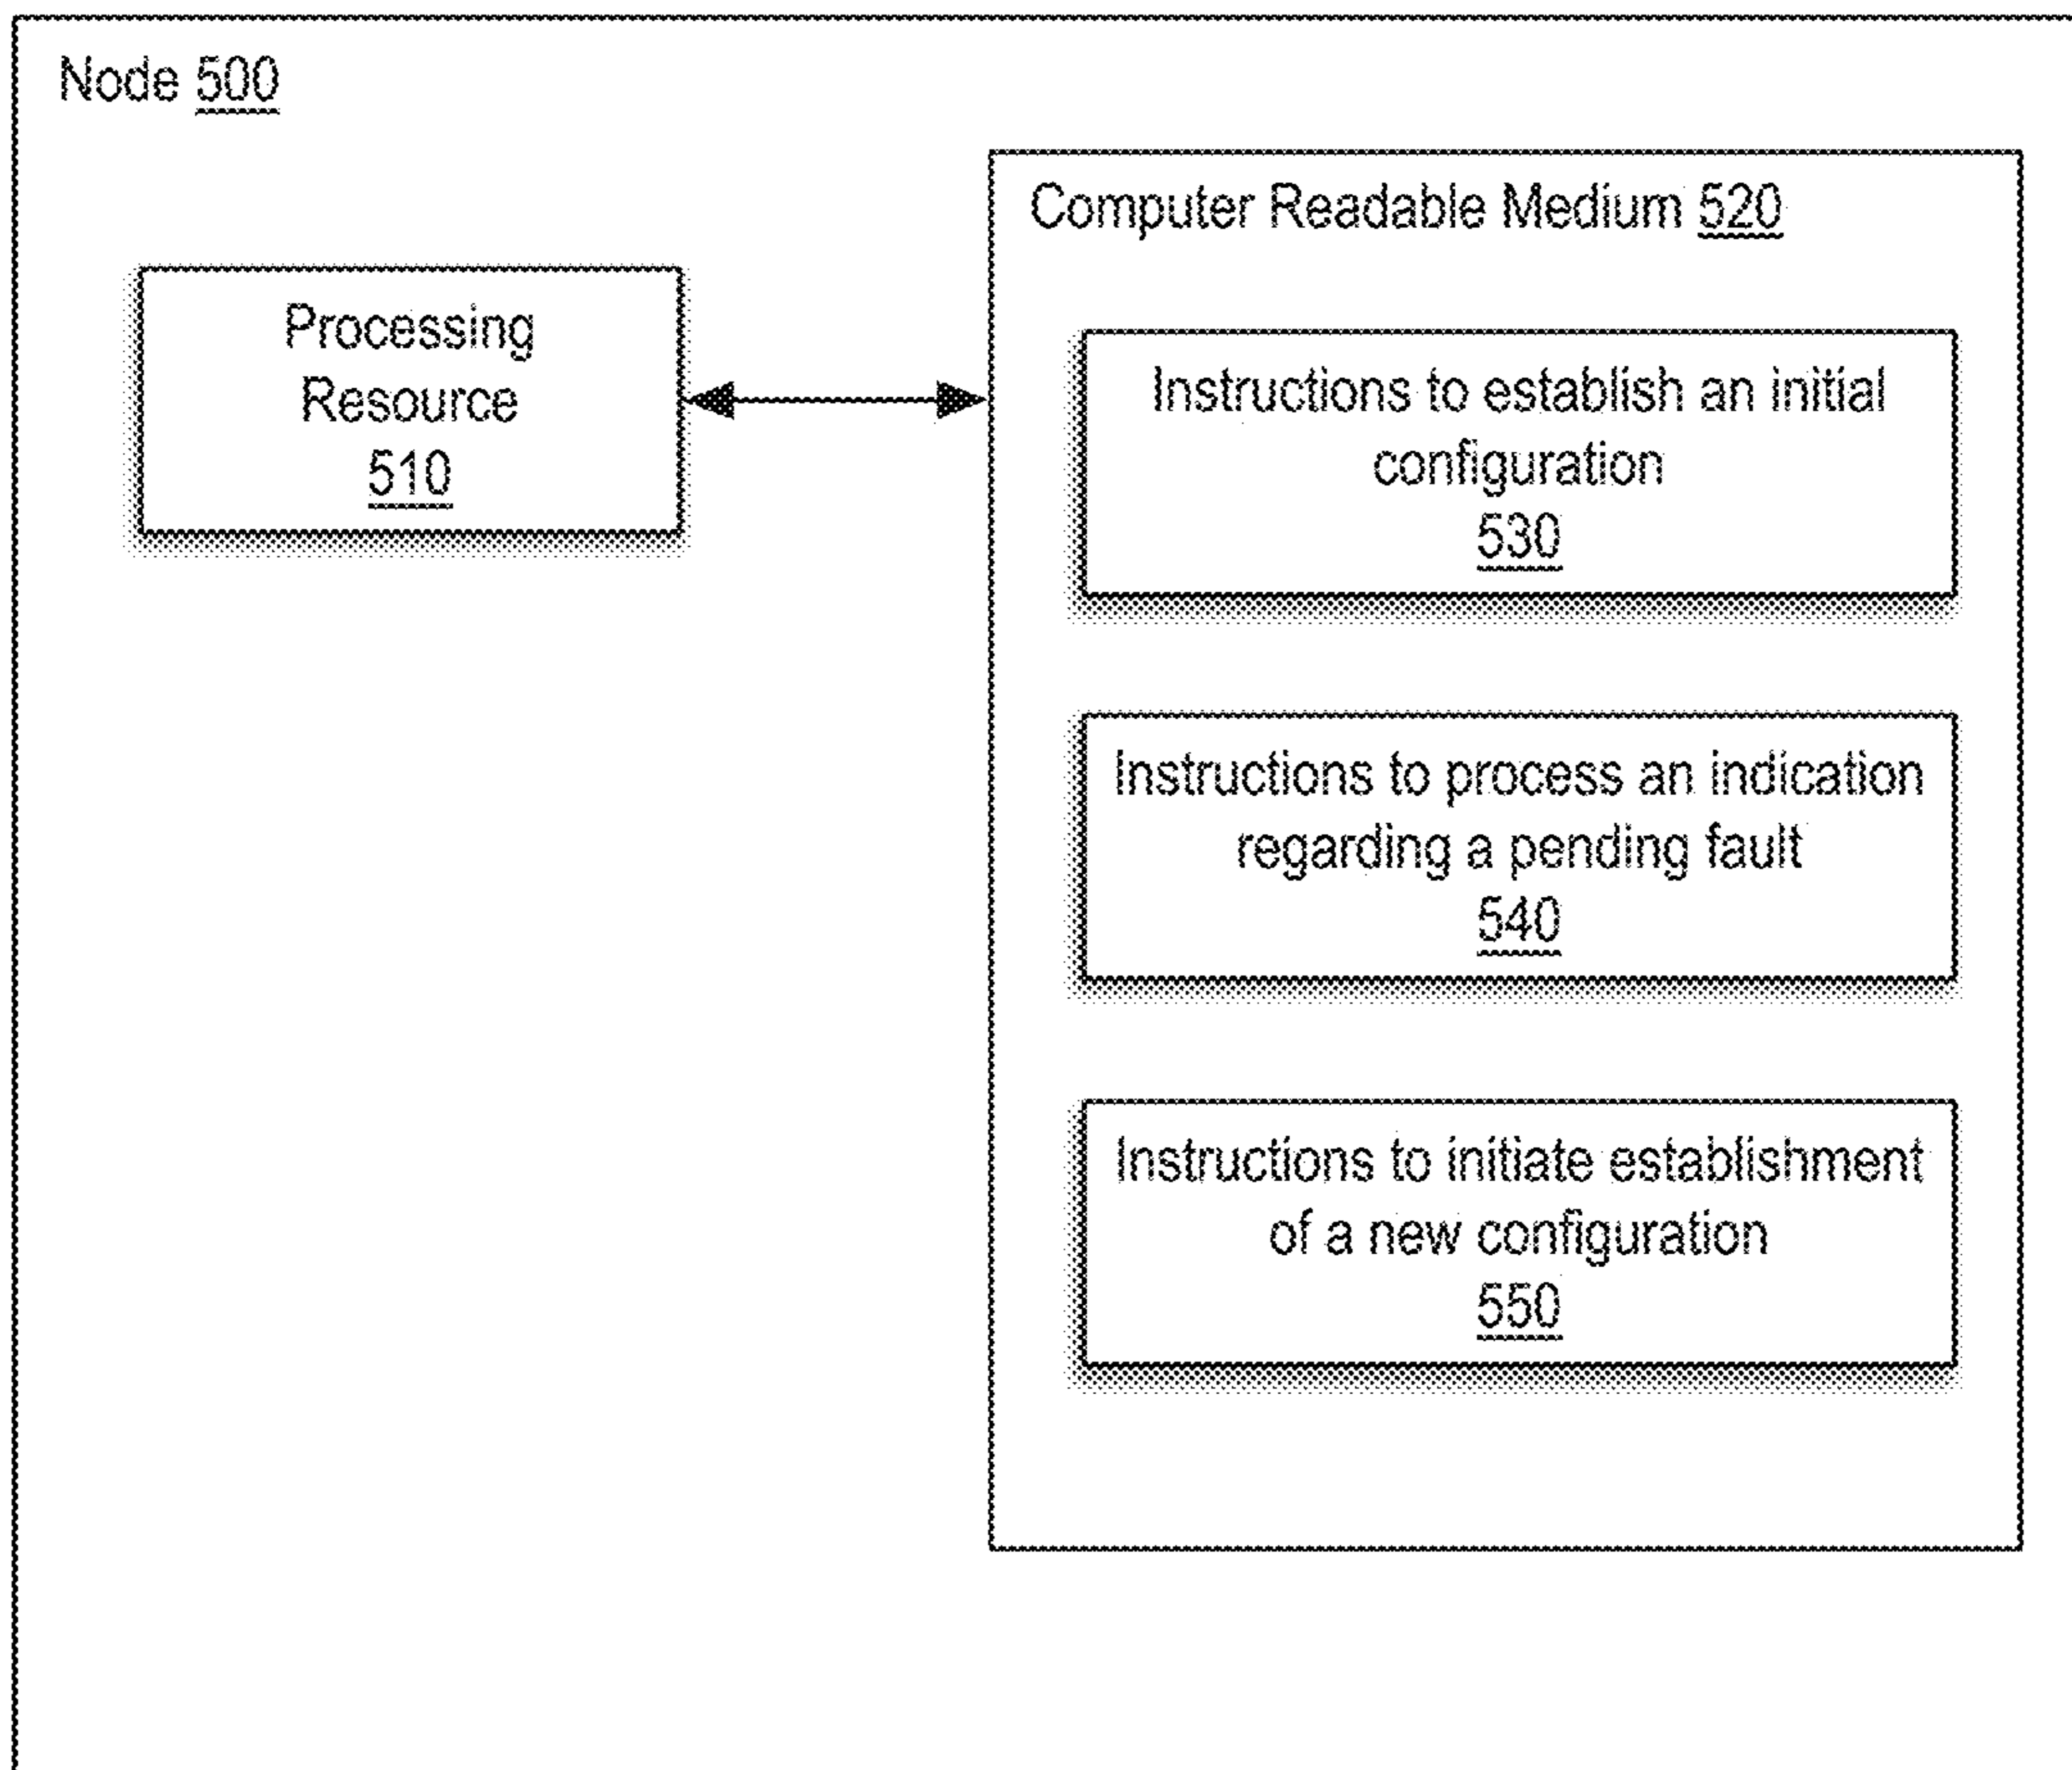 Node 500
Computer Readable Medium 520
Processing
Resource
510
Instructions to establish an initial
configuration
530
Instructions to process an indication
regarding a pending fault
540
Instructions to initiate establishment
of a new configuration
550